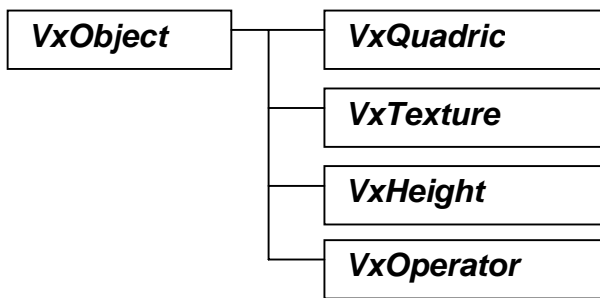 VxObject
VxQuadric
VxTexture
VxHeight
VxOperator